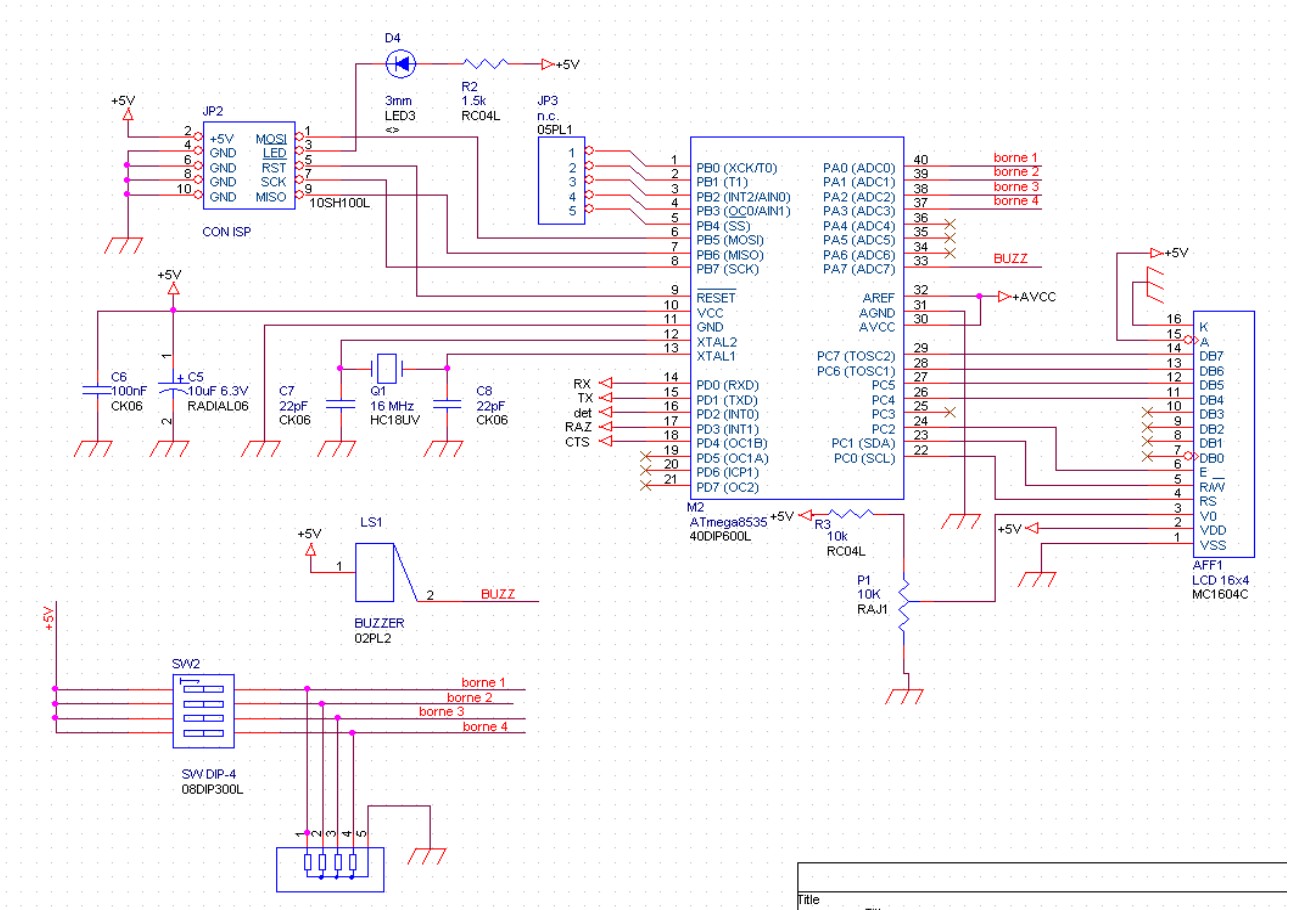 D4
+5V
3mm
LED3
<>
R2
1.5k
RC04L
+5V
JP2
2
4
6
8
10
+5V
GND
GND
GND
GND
MOSI
LED
RST
SCK
MISO
1
3
5
7
9
10SH100L
CON ISP
JP3
n.c.
05PL1
1
2
3
4
5
1
2
3
4
5
6
7
8
9
10
11
12
13
14
15
16
17
18
19
20
21
PB0 (XCK/T0)
PB1 (T1)
PB2 (INT2/AIN0)
PB3 (OC0/AIN1)
PB4 (SS)
PB5 (MOSI)
PB6 (MISO)
PB7 (SCK)
RESET
VCC
GND
XTAL2
XTAL1
PD0 (RXD)
PD1 (TXD)
PD2 (INT0)
PD3 (INT1)
PD4 (OC1B)
PD5 (OC1A)
PD6 (ICP1)
PD7 (OC2)
PA0 (ADC0)
PA1 (ADC1)
PA2 (ADC2)
PA3 (ADC3)
PA4 (ADC4)
PA5 (ADC5)
PA6 (ADC6)
PA7 (ADC7)
AREF
AGND
AVCC
PC7 (TOSC2)
PC6 (TOSC1)
PC5
PC4
PC3
PC2
PC1 (SDA)
PC0 (SCL)
40
39
38
37
36
35
34
33
32
31
30
29
28
27
26
25
24
23
22
borne 1
borne 2
borne 3
borne 4
BUZZ
+AVCC
M2
ATmega8535
40DIP600L
+5V
16
15
14
13
12
11
10
9
8
7
6
5
4
3
2
1
K
A
DB7
DB6
DB5
DB4
DB3
DB2
DB1
DB0
E
R/W
RS
V0
VDD
VSS
+5V
AFF1
LCD 16x4
MC1604C
+5V
C6
100nF
CK06
1
+
2
C5
10uF 6.3V
RADIAL06
C7
22pF
CK06
Q1
16 MHz
HC18UV
C8
22pF
CK06
RX
TX
det
RAZ
CTS
+5V
R3
10k
RC04L
P1
10K
RAJ1
LS1
+5V
1
2
BUZZ
BUZZER
02PL2
+5V
SW2
borne 1
borne 2
borne 3
borne 4
SW DIP-4
08DIP300L
1
2
3
4
5
Title